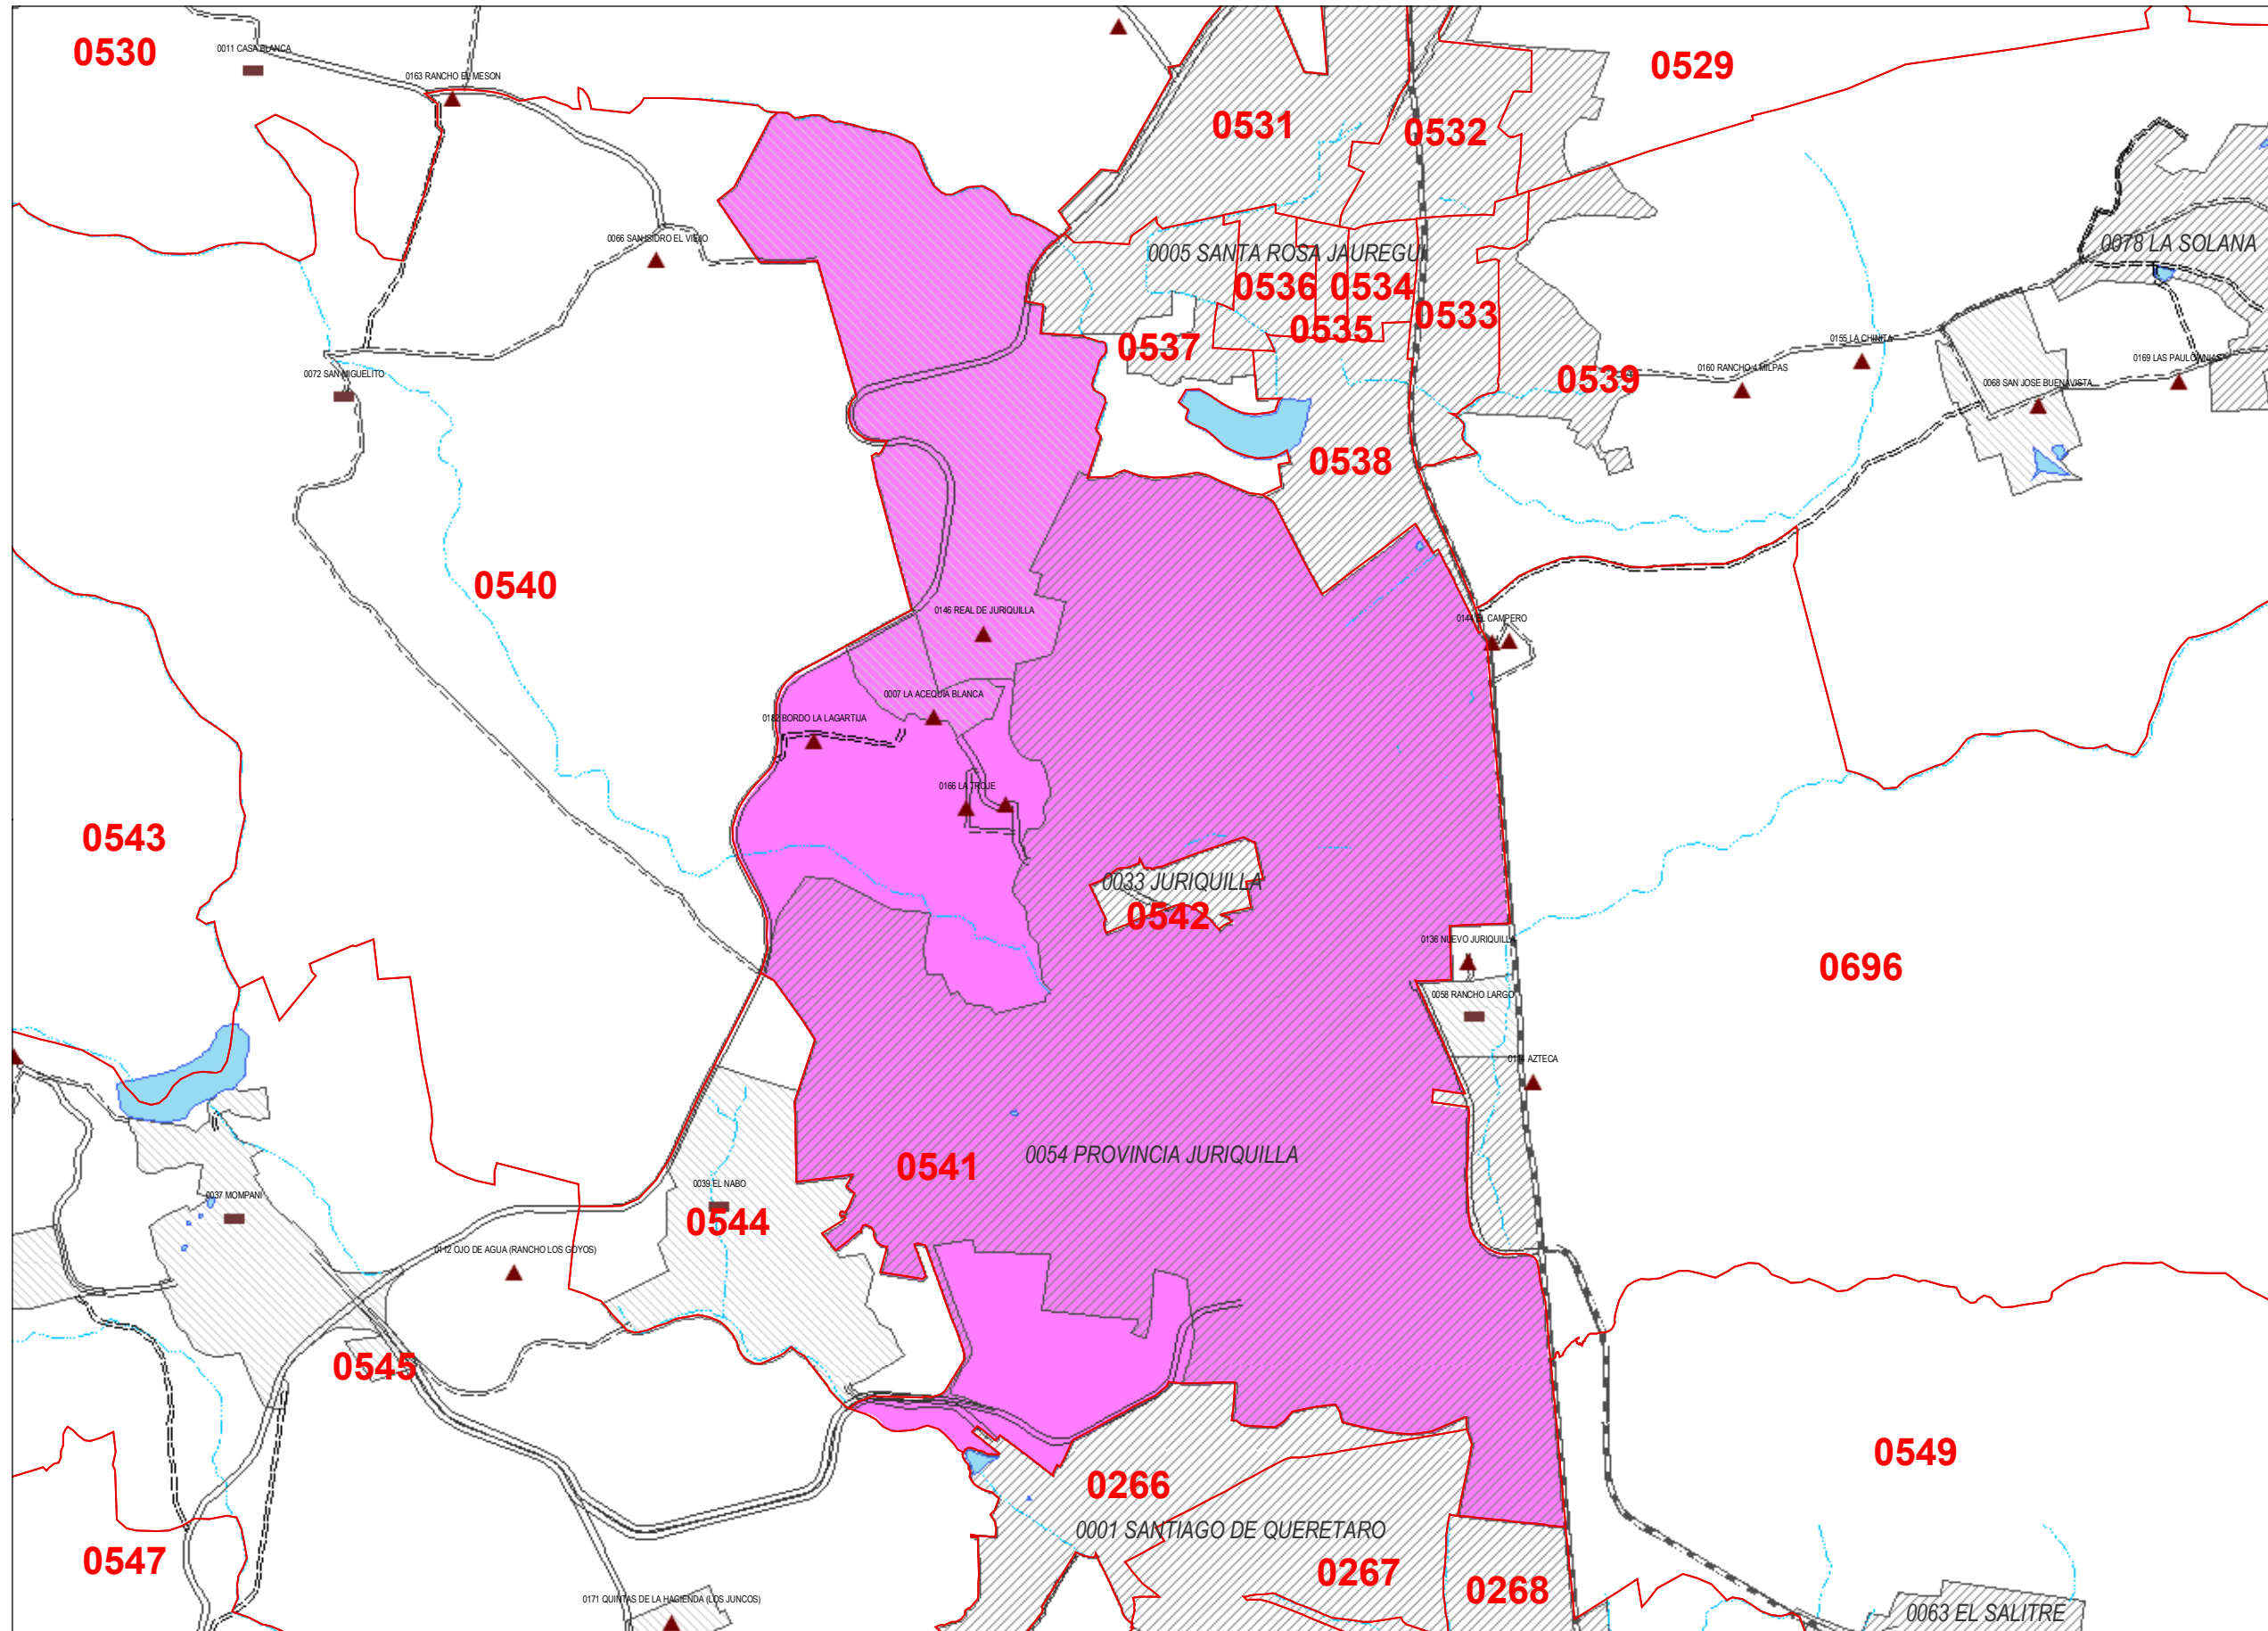 0530
0011 CASA BLANCA
0529
0163 RANCHO EL MESON
0531
0532
0066 SAN ISIDRO EL VIEJO
0005 SANTA ROSA JAUREGUI
0078 LA SOLANA
0536
0534
0533
0535
0537
0155 LA CHINITA
0169 LAS PAULOWNIAS
0072 SAN MIGUELITO
0160 RANCHO 4 MILPAS
0539
0068 SAN JOSE BUENAVISTA
0538
0540
0146 REAL DE JURIQUILLA
0144 EL CAMPERO
0007 LA ACEQUIA BLANCA
0182 BORDO LA LAGARTIJA
0166 LA TROJE
0543
0033 JURIQUILLA
0542
0136 NUEVO JURIQUILLA
0696
0058 RANCHO LARGO
AZTECA
0054 PROVINCIA JURIQUILLA
0541
0037 MOMPANI
0039 EL NABO
0544
0112 OJO DE AGUA (RANCHO LOS GOYOS)
0545
0549
0266
0001 SANTIAGO DE QUERETARO
0547
0267
0268
0171 QUINTAS DE LA HACIENDA (LOS JUNCOS)
0063 EL SALITRE